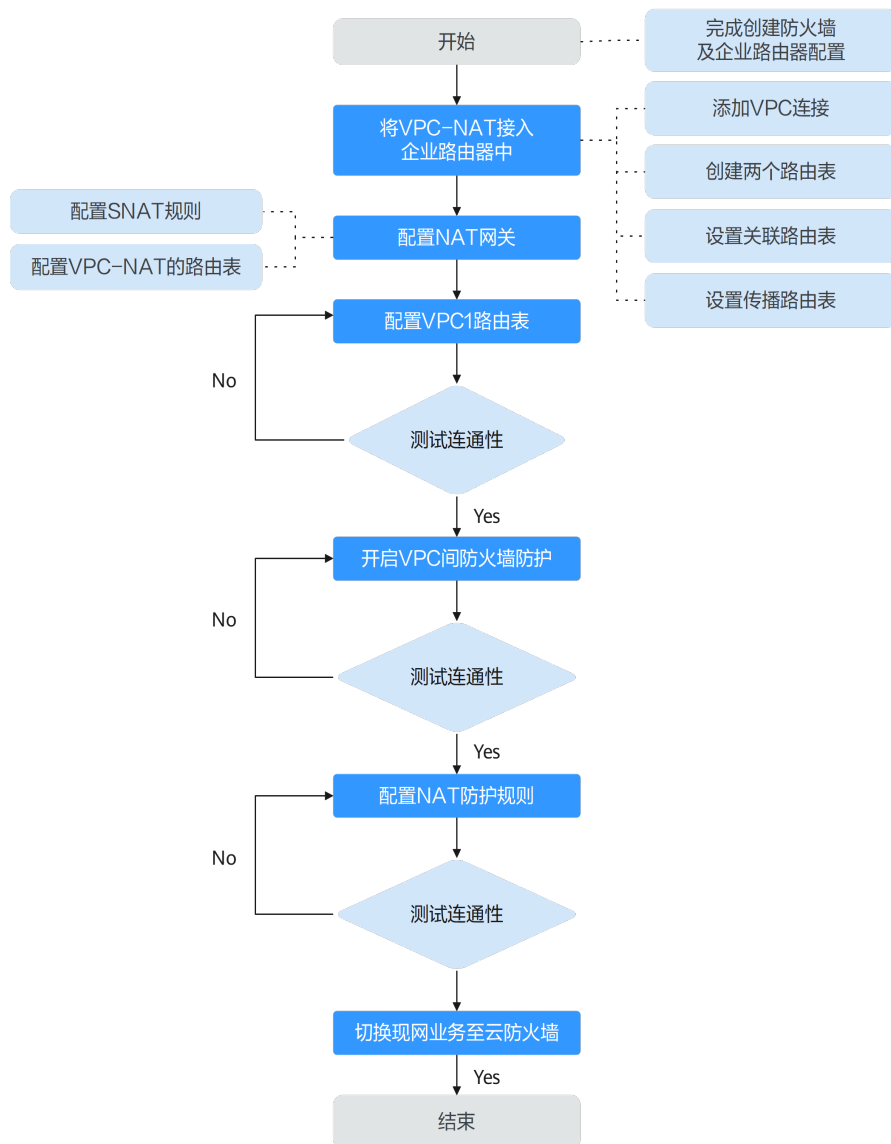 开始
完成创建防火墙
及企业路由器配置
将VPC-NAT接入
企业路由器中
添加VPC连接
创建两个路由表
设置关联路由表
设置传播路由表
配置SNAT规则
配置VPC-NAT的路由表
配置NAT网关
配置VPC1路由表
No
测试连通性
Yes
开启VPC间防火墙防护
No
测试连通性
Yes
配置NAT防护规则
No
测试连通性
切换现网业务至云防火墙
Yes
结束